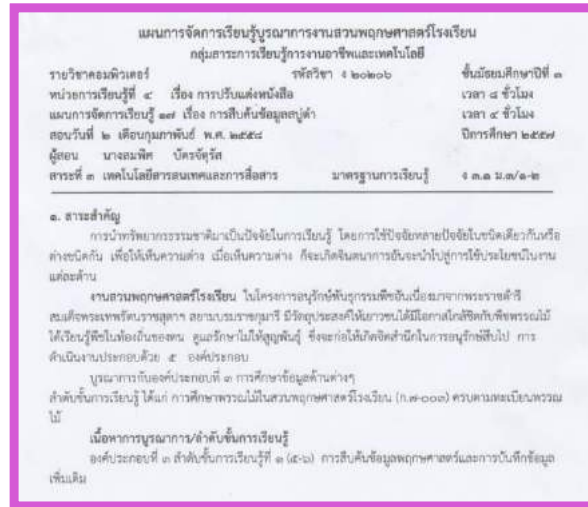 แผนการจัดการเรียนรู้บูรณาการงานสวนพฤกษศาสตร์โรงเรียน
กลุ่มสาระการเรียนรู้การงานอาชีพและเทคโนโลยี
รายวิชาคอมพิวเตอร์ รหัสวิชา ง ๒๐๒๐๖ ชั้นมัธยมศึกษาปีที่ ๓
หน่วยการเรียนรู้ที่ ๔ เรื่อง การปรับแต่งหนังสือ เวลา ๘ ชั่วโมง
แผนการจัดการเรียนรู้ ๑๗ เรื่อง การสืบค้นข้อมูลสบู่ดำ เวลา ๔ ชั่วโมง
สอนวันที่ ๒ เดือนกุมภาพันธ์ พ.ศ. ๒๕๕๘ ปีการศึกษา ๒๕๕๗
ผู้สอน นางสมพิศ บัตรจัตุรัส
สาระที่ ๓ เทคโนโลยีสารสนเทศและการสื่อสาร มาตรฐานการเรียนรู้ ง ๓.๑ ม.๓/๑-๒
๑. สาระสำคัญ
การนำทรัพยากรธรรมชาติมาเป็นปัจจัยในการเรียนรู้ โดยการใช้ปัจจัยหลายปัจจัยในชนิดเดียวกันหรือ
ต่างชนิดกัน เพื่อให้เห็นความต่าง เมื่อเห็นความต่าง ก็จะเกิดจินตนาการอันจะนำไปสู่การใช้ประโยชน์ในงาน
แต่ละด้าน
งานสวนพฤกษศาสตร์โรงเรียน ในโครงการอนุรักษ์พันธุกรรมพืชอันเนื่องมาจากพระราชดำริ
สมเด็จพระเทพรัตนราชสุดาฯ สยามบรมราชกุมารี มีวัตถุประสงค์ให้เยาวชนได้มีโอกาสใกล้ชิดกับพืชพรรณไม้
ได้เรียนรู้พืชในท้องถิ่นของตน ดูแลรักษาไม่ให้สูญพันธุ์ ซึ่งจะก่อให้เกิดจิตสำนึกในการอนุรักษ์สืบไป การ
ดำเนินงานประกอบด้วย ๕ องค์ประกอบ
บูรณาการกับองค์ประกอบที่ ๓ การศึกษาข้อมูลด้านต่างๆ
ลำดับขั้นการเรียนรู้ ได้แก่ การศึกษาพรรณไม้ในสวนพฤกษศาสตร์โรงเรียน (ก.๗-๐๐๓) ครบตามทะเบียนพรรณ
ไม้
เนื้อหาการบูรณาการ/ลำดับขั้นการเรียนรู้
องค์ประกอบที่ ๓ ลำดับขั้นการเรียนรู้ที่ ๑ (๕-๖) การสืบค้นข้อมูลพฤกษศาสตร์และการบันทึกข้อมูล
เพิ่มเติม